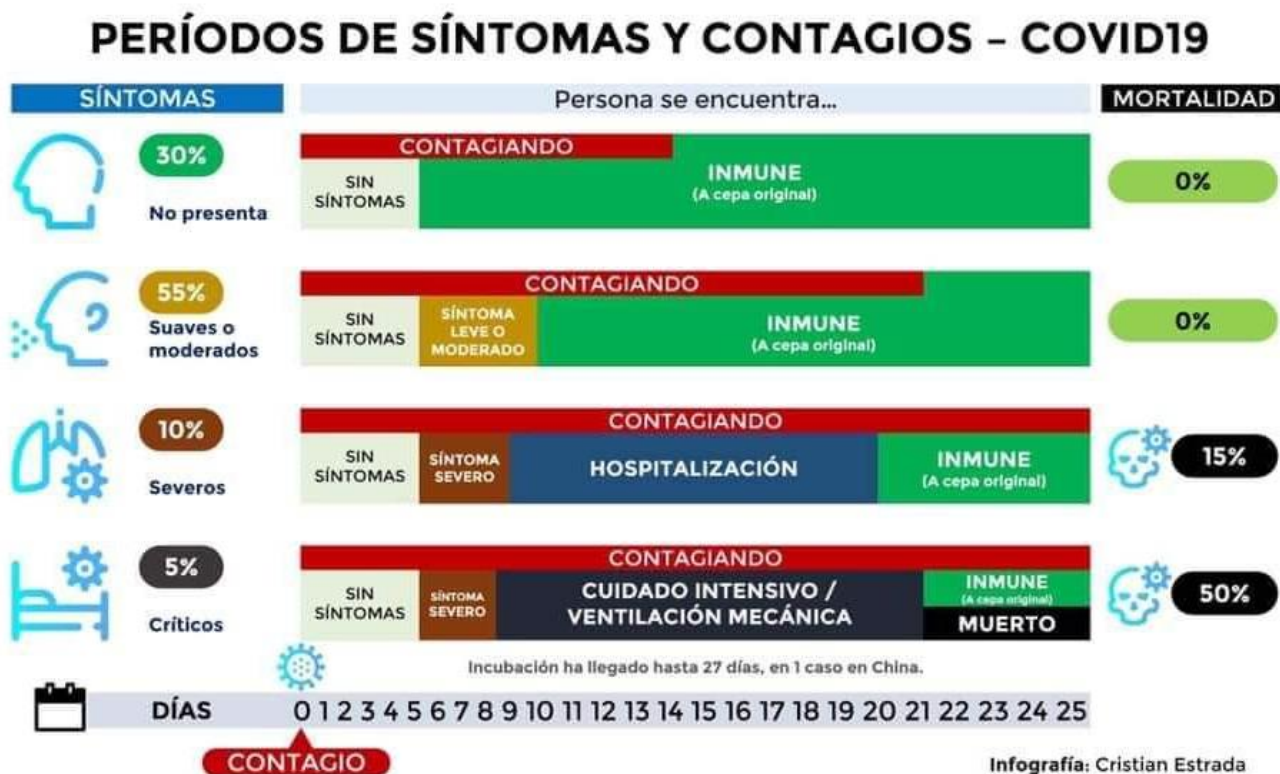 PERÍODOS DE SÍNTOMAS Y CONTAGIOS – COVID19
SÍNTOMAS
Persona se encuentra...
MORTALIDAD
30%
No presenta
CONTAGIANDO
SIN
SÍNTOMAS
INMUNE
(A cepa original)
0%
55%
Suaves o
moderados
CONTAGIANDO
SIN
SÍNTOMAS
SÍNTOMA
LEVE O
MODERADO
INMUNE
(A cepa original)
0%
10%
Severos
CONTAGIANDO
SIN
SÍNTOMAS
SÍNTOMA
SEVERO
HOSPITALIZACIÓN
INMUNE
(A cepa original)
15%
5%
Críticos
CONTAGIANDO
SIN
SÍNTOMAS
SÍNTOMA
SEVERO
CUIDADO INTENSIVO /
VENTILACIÓN MECÁNICA
INMUNE
(A cepa original)
MUERTO
50%
Incubación ha llegado hasta 27 días, en 1 caso en China.
DÍAS
0 1 2 3 4 5 6 7 8 9 10 11 12 13 14 15 16 17 18 19 20 21 22 23 24 25
CONTAGIO
Infografía: Cristian Estrada